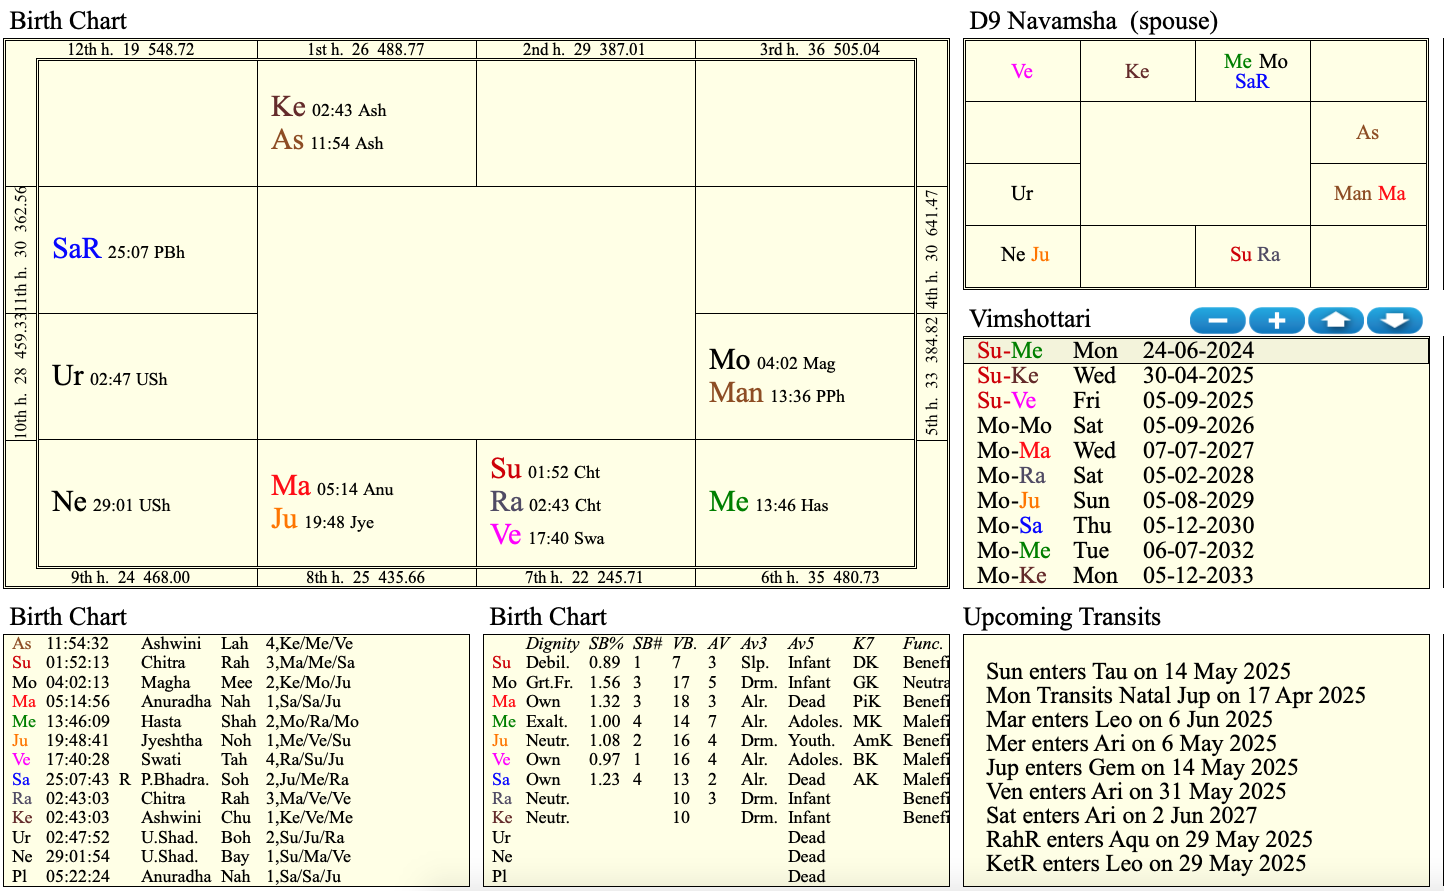 Birth Chart
12th h.  19  548.72
1st h.  26  488.77
2nd h.  29  387.01
3rd h.  36  505.04
Ke 02:43 Ash
As 11:54 Ash
11th h.  30  362.56
SaR 25:07 PBh
4th h.  30  641.47
10th h.  28  459.33
Ur 02:47 USh
Mo 04:02 Mag
Man 13:36 PPh
5th h.  33  384.82
Ne 29:01 USh
Ma 05:14 Anu
Ju 19:48 Jye
Su 01:52 Cht
Ra 02:43 Cht
Ve 17:40 Swa
Me 13:46 Has
9th h.  24  468.00
8th h.  25  435.66
7th h.  22  245.71
6th h.  35  480.73
D9 Navamsha  (spouse)
Ve
Ke
Me Mo
SaR
As
Ur
Man Ma
Ne Ju
Su Ra
Vimshottari
Su-Me Mon 24-06-2024
Su-Ke Wed 30-04-2025
Su-Ve Fri 05-09-2025
Mo-Mo Sat 05-09-2026
Mo-Ma Wed 07-07-2027
Mo-Ra Sat 05-02-2028
Mo-Ju Sun 05-08-2029
Mo-Sa Thu 05-12-2030
Mo-Me Tue 06-07-2032
Mo-Ke Mon 05-12-2033
Birth Chart
As 11:54:32 Ashwini Lah 4,Ke/Me/Ve
Su 01:52:13 Chitra Rah 3,Ma/Me/Sa
Mo 04:02:13 Magha Mee 2,Ke/Mo/Ju
Ma 05:14:56 Anuradha Nah 1,Sa/Sa/Ju
Me 13:46:09 Hasta Shah 2,Mo/Ra/Mo
Ju 19:48:41 Jyeshtha Noh 1,Me/Ve/Su
Ve 17:40:28 Swati Tah 4,Ra/Su/Ju
Sa 25:07:43 R P.Bhadra. Soh 2,Ju/Me/Ra
Ra 02:43:03 Chitra Rah 3,Ma/Ve/Ve
Ke 02:43:03 Ashwini Chu 1,Ke/Ve/Me
Ur 02:47:52 U.Shad. Boh 2,Su/Ju/Ra
Ne 29:01:54 U.Shad. Bay 1,Su/Ma/Ve
Pl 05:22:24 Anuradha Nah 1,Sa/Sa/Ju
Birth Chart
Dignity SB% SB# VB. AV Av3 Av5 K7 Func.
Su Debil. 0.89 1 7 3 Slp. Infant DK Benefi
Mo Grt.Fr. 1.56 3 17 5 Drm. Infant GK Neutra
Ma Own 1.32 3 18 3 Alr. Dead PiK Benefi
Me Exalt. 1.00 4 14 7 Alr. Adoles. MK Malefi
Ju Neutr. 1.08 2 16 4 Drm. Youth. AmK Benefi
Ve Own 0.97 1 16 4 Alr. Adoles. BK Malefi
Sa Own 1.23 4 13 2 Alr. Dead AK Malefi
Ra Neutr. 10 3 Drm. Infant Benefi
Ke Neutr. 10 Drm. Infant Benefi
Ur Dead
Ne Dead
Pl Dead
Upcoming Transits
Sun enters Tau on 14 May 2025
Mon Transits Natal Jup on 17 Apr 2025
Mar enters Leo on 6 Jun 2025
Mer enters Ari on 6 May 2025
Jup enters Gem on 14 May 2025
Ven enters Ari on 31 May 2025
Sat enters Ari on 2 Jun 2027
RahR enters Aqu on 29 May 2025
KetR enters Leo on 29 May 2025